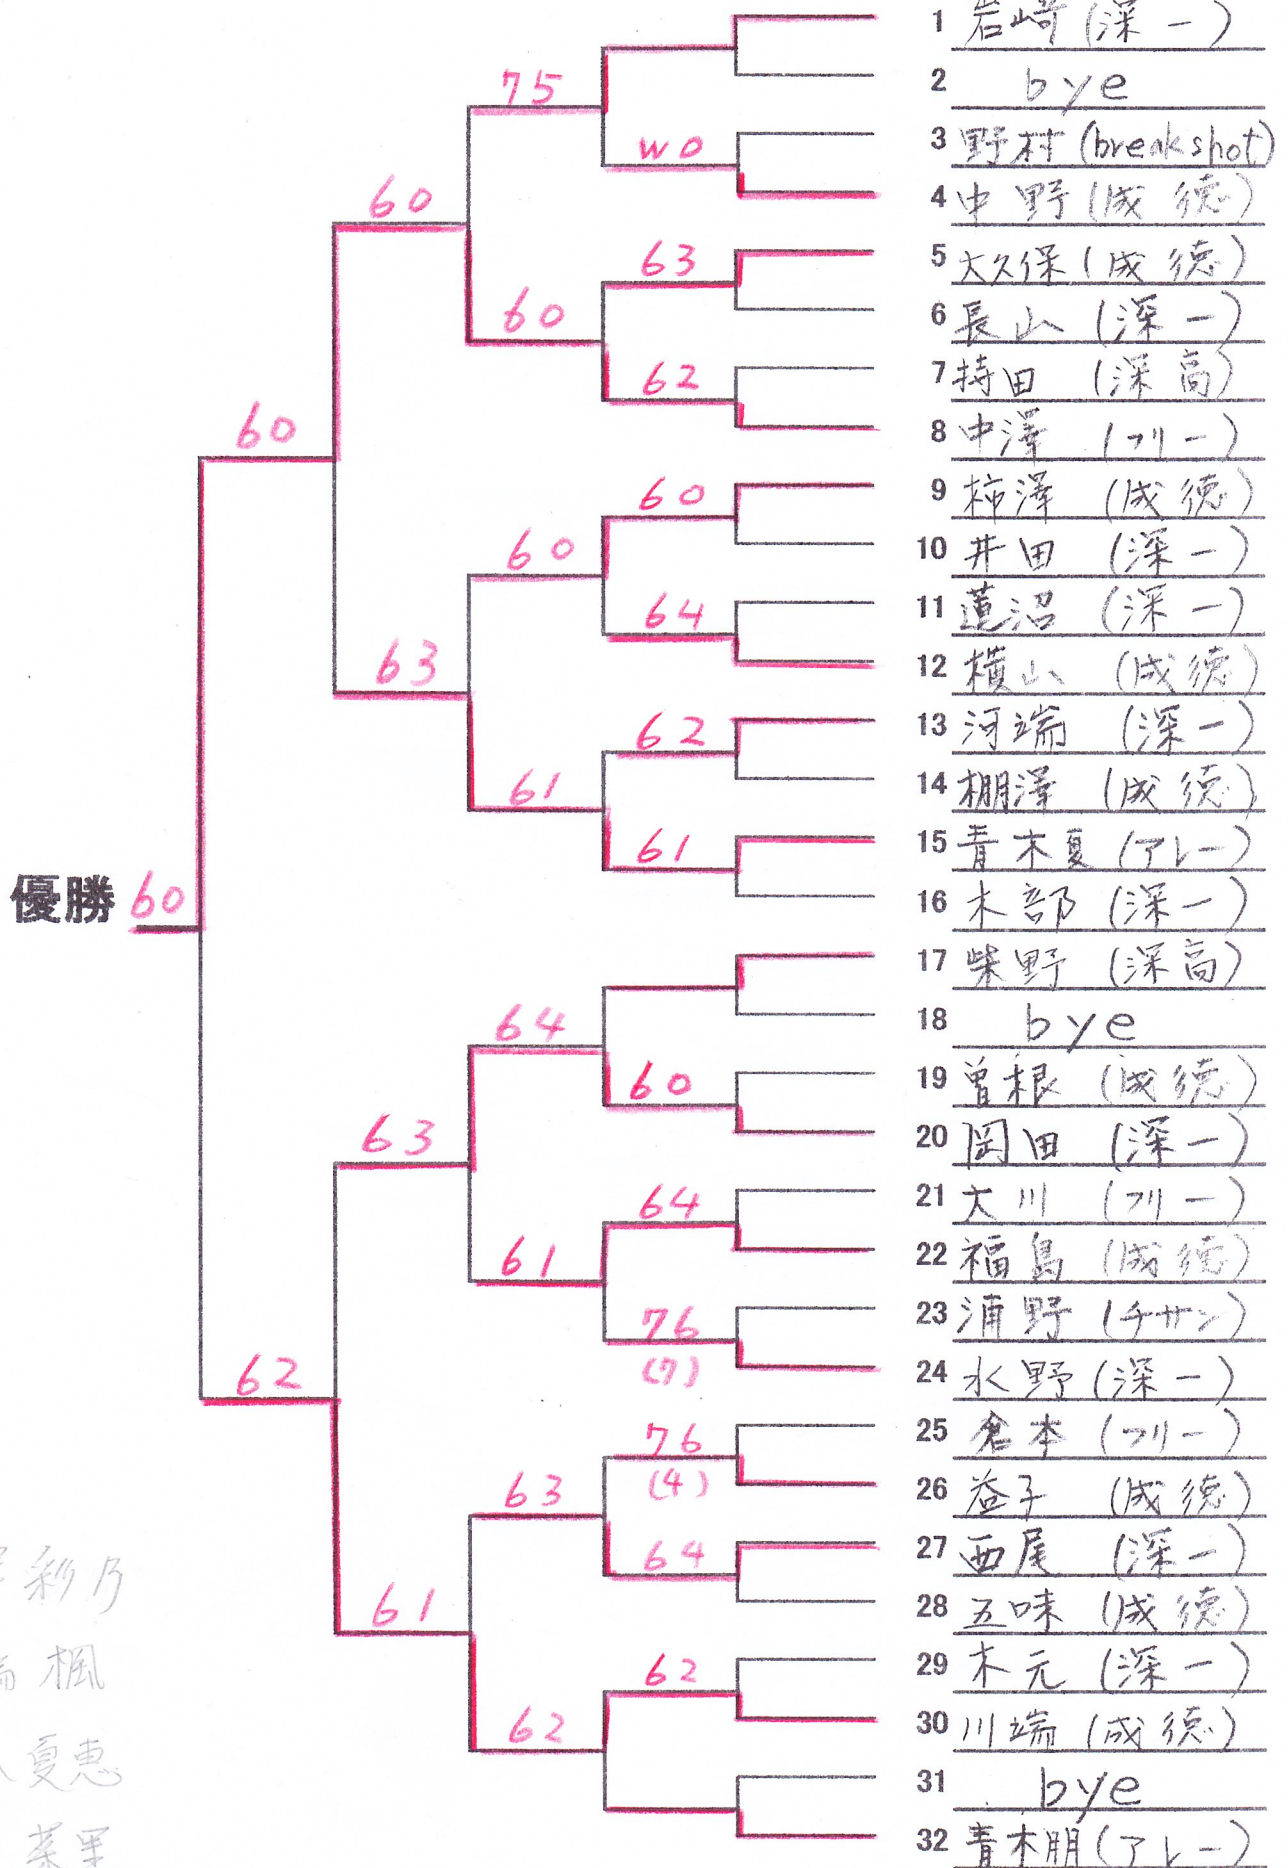 1 岩崎 (深一)
2 bye
75
3 野村 (breakshot)
WO
4 中野 (成徳)
60
5 大久保 (成徳)
63
6 長山 (深一)
60
7 持田 (深高)
62
8 中澤 (フリー)
60
9 柿澤 (成徳)
60
10 井田 (深一)
60
11 蓮沼 (深一)
64
12 横山 (成徳)
63
13 河端 (深一)
62
14 棚澤 (成徳)
61
15 青木夏 (アレー)
61
16 木部 (深一)
優勝 60
17 柴野 (深高)
18 bye
64
19 曽根 (成徳)
60
20 岡田 (深一)
63
21 大川 (フリー)
64
22 福島 (成徳)
61
23 浦野 (チサン)
76
(7)
24 水野 (深一)
62
25 倉本 (フリー)
76
(4)
26 益子 (成徳)
63
27 西尾 (深一)
64
28 五味 (成徳)
61
29 木元 (深一)
62
30 川端 (成徳)
62
31 bye
32 青木朋 (アレー)
彩乃
楓
夏恵